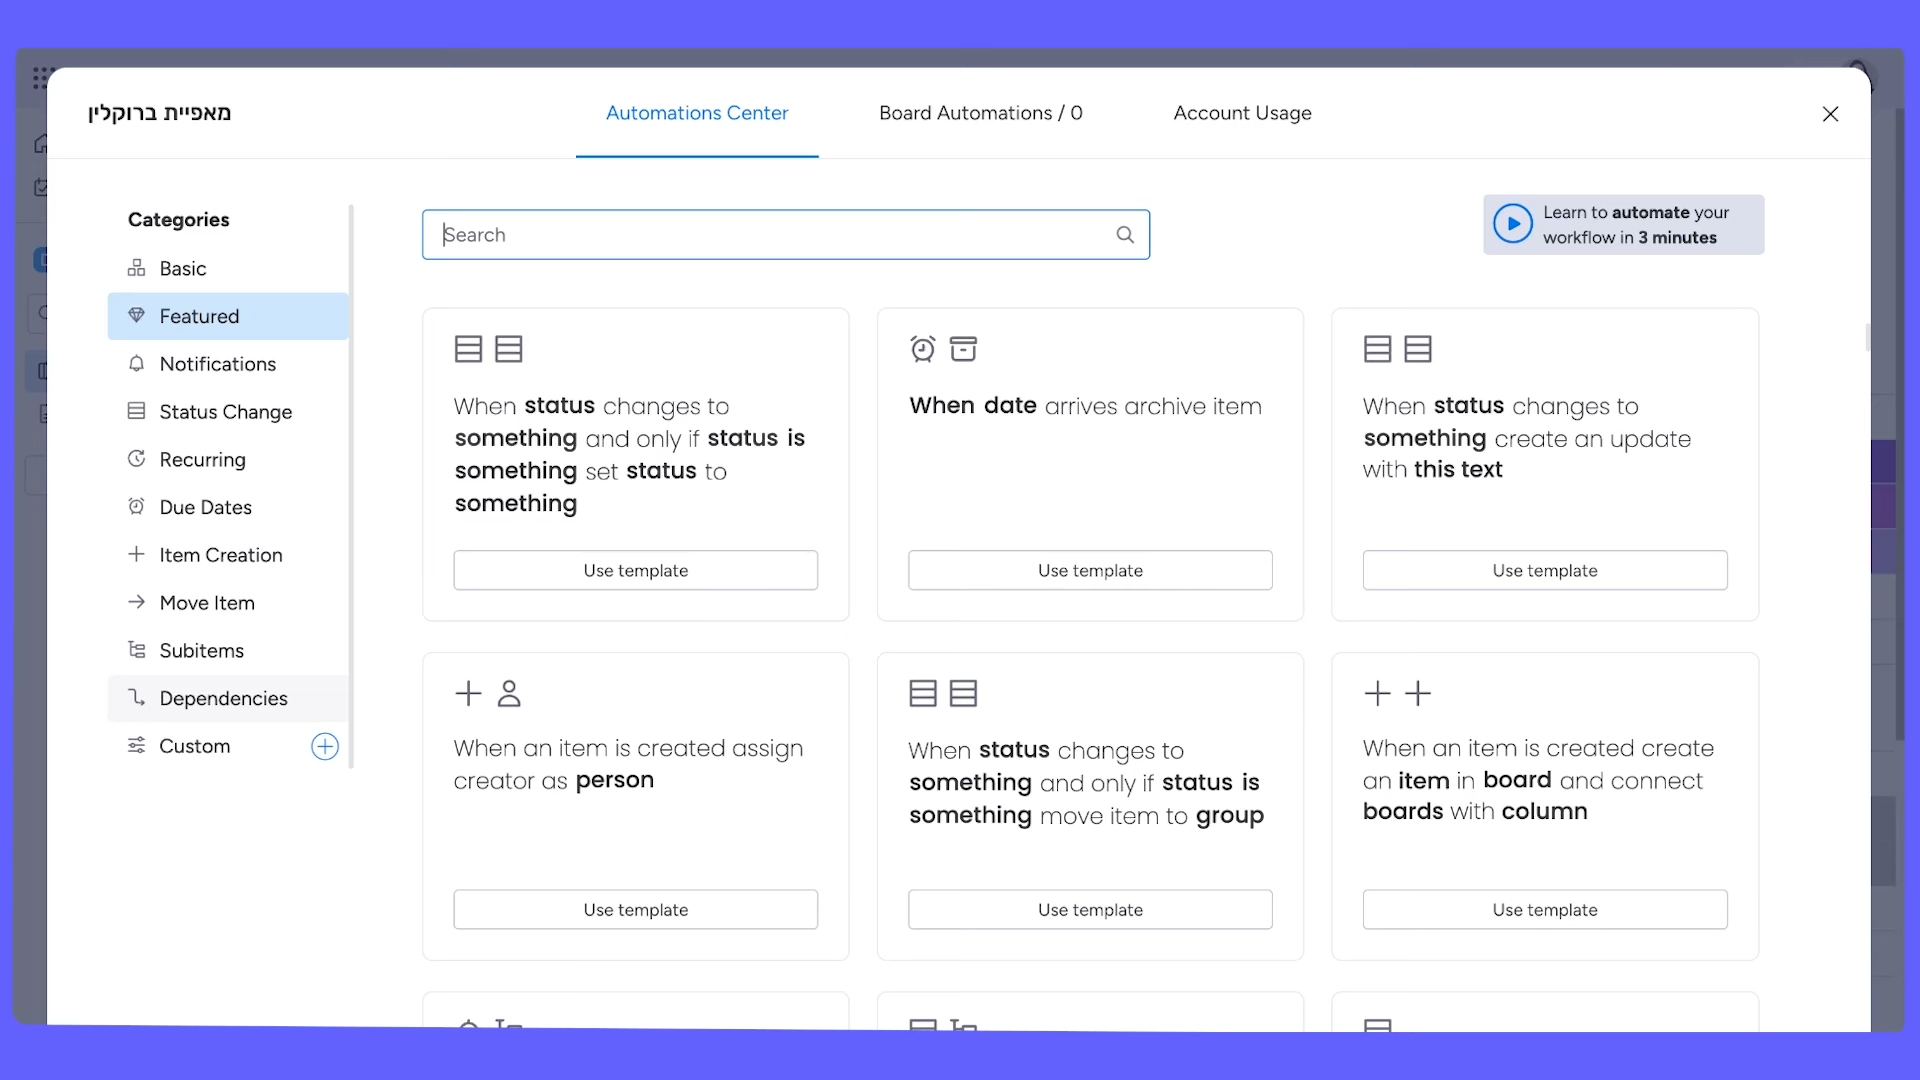 מאפיית ברוקלין
Automations Center
Board Automations / 0
Account Usage
Categories
Basic
Featured
Notifications
Status Change
Recurring
Due Dates
Item Creation
Move Item
Subitems
Dependencies
Custom
Search
Learn to automate your
workflow in 3 minutes
When status changes to
something and only if status is
something set status to
something
Use template
When date arrives archive item
Use template
When status changes to
something create an update
with this text
Use template
When an item is created assign
creator as person
Use template
When status changes to
something and only if status is
something move item to group
Use template
When an item is created create
an item in board and connect
boards with column
Use template